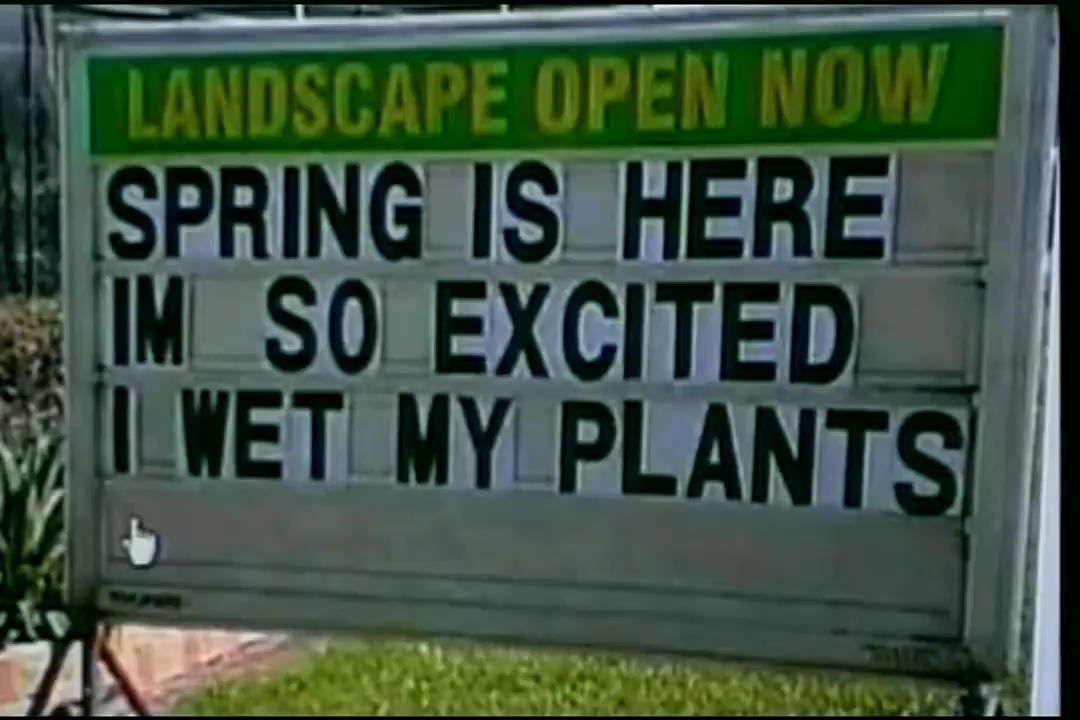 LANDSCAPE OPEN NOW
SPRING IS HERE
IM SO EXCITED
I WET MY PLANTS